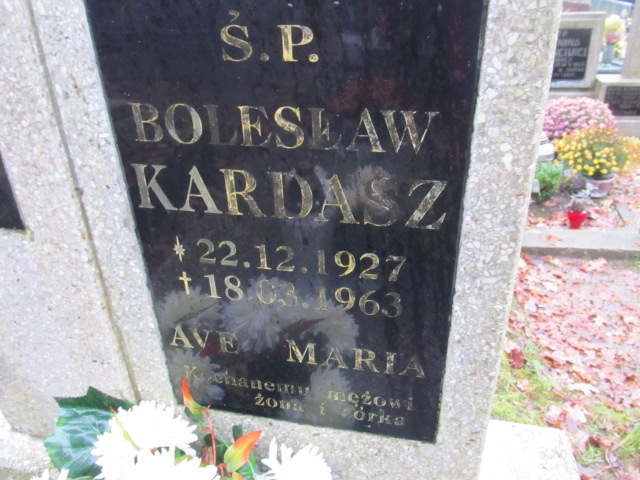 Ś.P.
BOLESŁAW
KARDASZ
* 22.12.1927
† 18.03.1963
AVE MARIA
Kochanemu mężowi
żona i córka